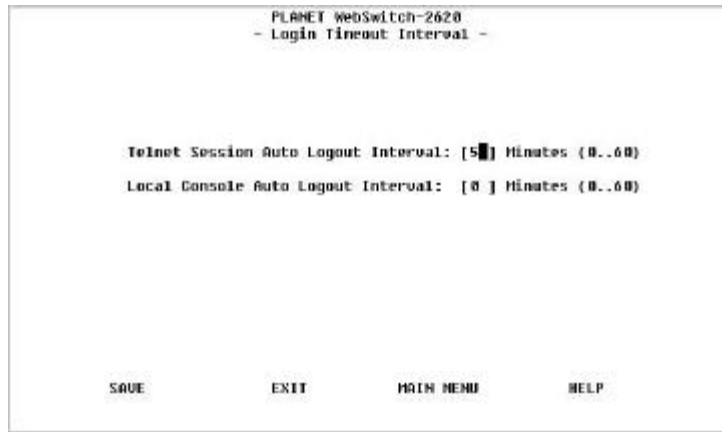 PLANET WebSwitch-2620
- Login Timeout Interval -
Telnet Session Auto Logout Interval: [5 ] Minutes (0..60)
Local Console Auto Logout Interval: [0 ] Minutes (0..60)
SAVE EXIT MAIN MENU HELP